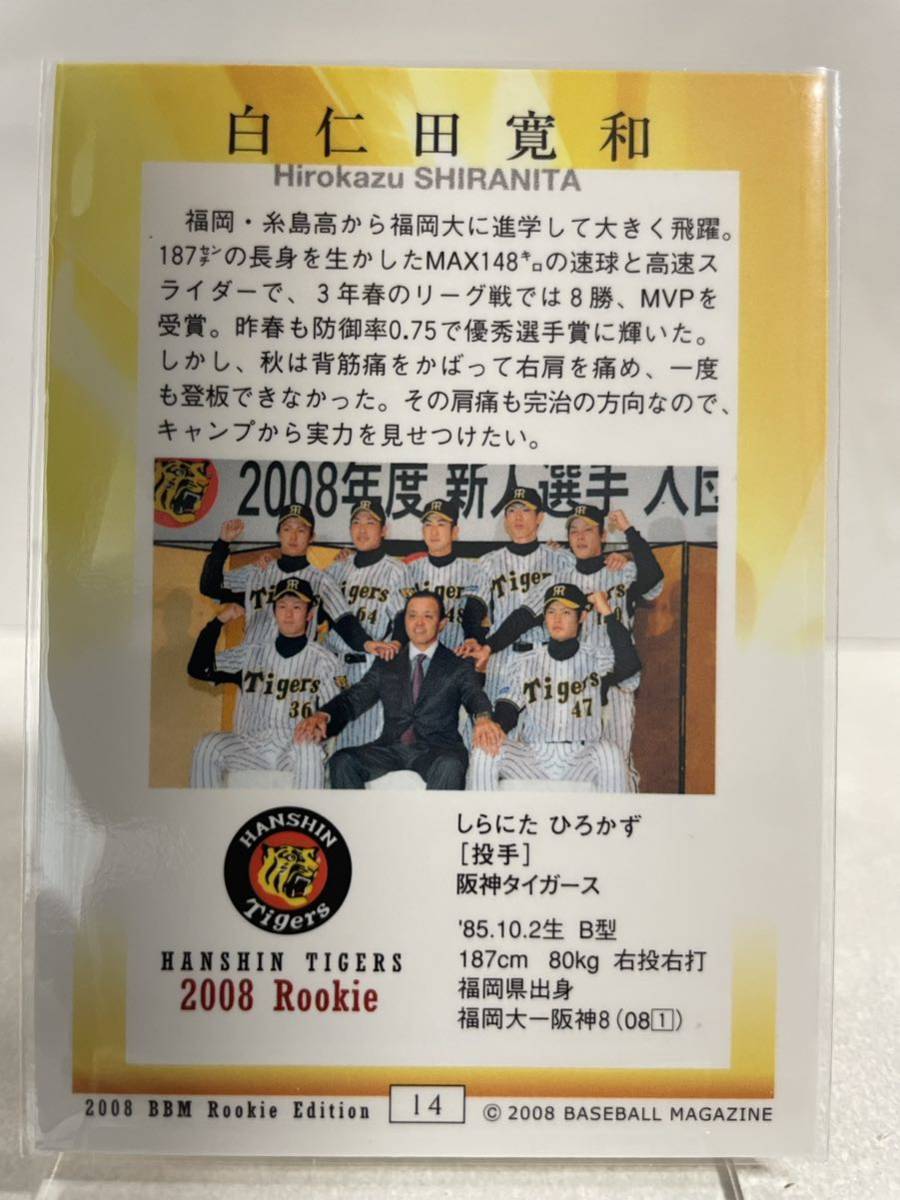 白仁田寛和
Hirokazu SHIRANITA
福岡・糸島高から福岡大に進学して大きく飛躍。
187㌢の長身を生かしたMAX148㌔の速球と高速ス
ライダーで、3年春のリーグ戦では8勝、MVPを
受賞。昨春も防御率0.75で優秀選手賞に輝いた。
しかし、秋は背筋痛をかばって右肩を痛め、一度
も登板できなかった。その肩痛も完治の方向なので、
キャンプから実力を見せつけたい。
2008年度 新人選手 入団
Tigers
64
48
Tigers
36
Tigers
47
HANSHIN
Tigers
HANSHIN TIGERS
2008 Rookie
しらにた ひろかず
[投手]
阪神タイガース
'85.10.2生 B型
187cm 80kg 右投右打
福岡県出身
福岡大ー阪神8(081)
2008 BBM Rookie Edition
14
© 2008 BASEBALL MAGAZINE